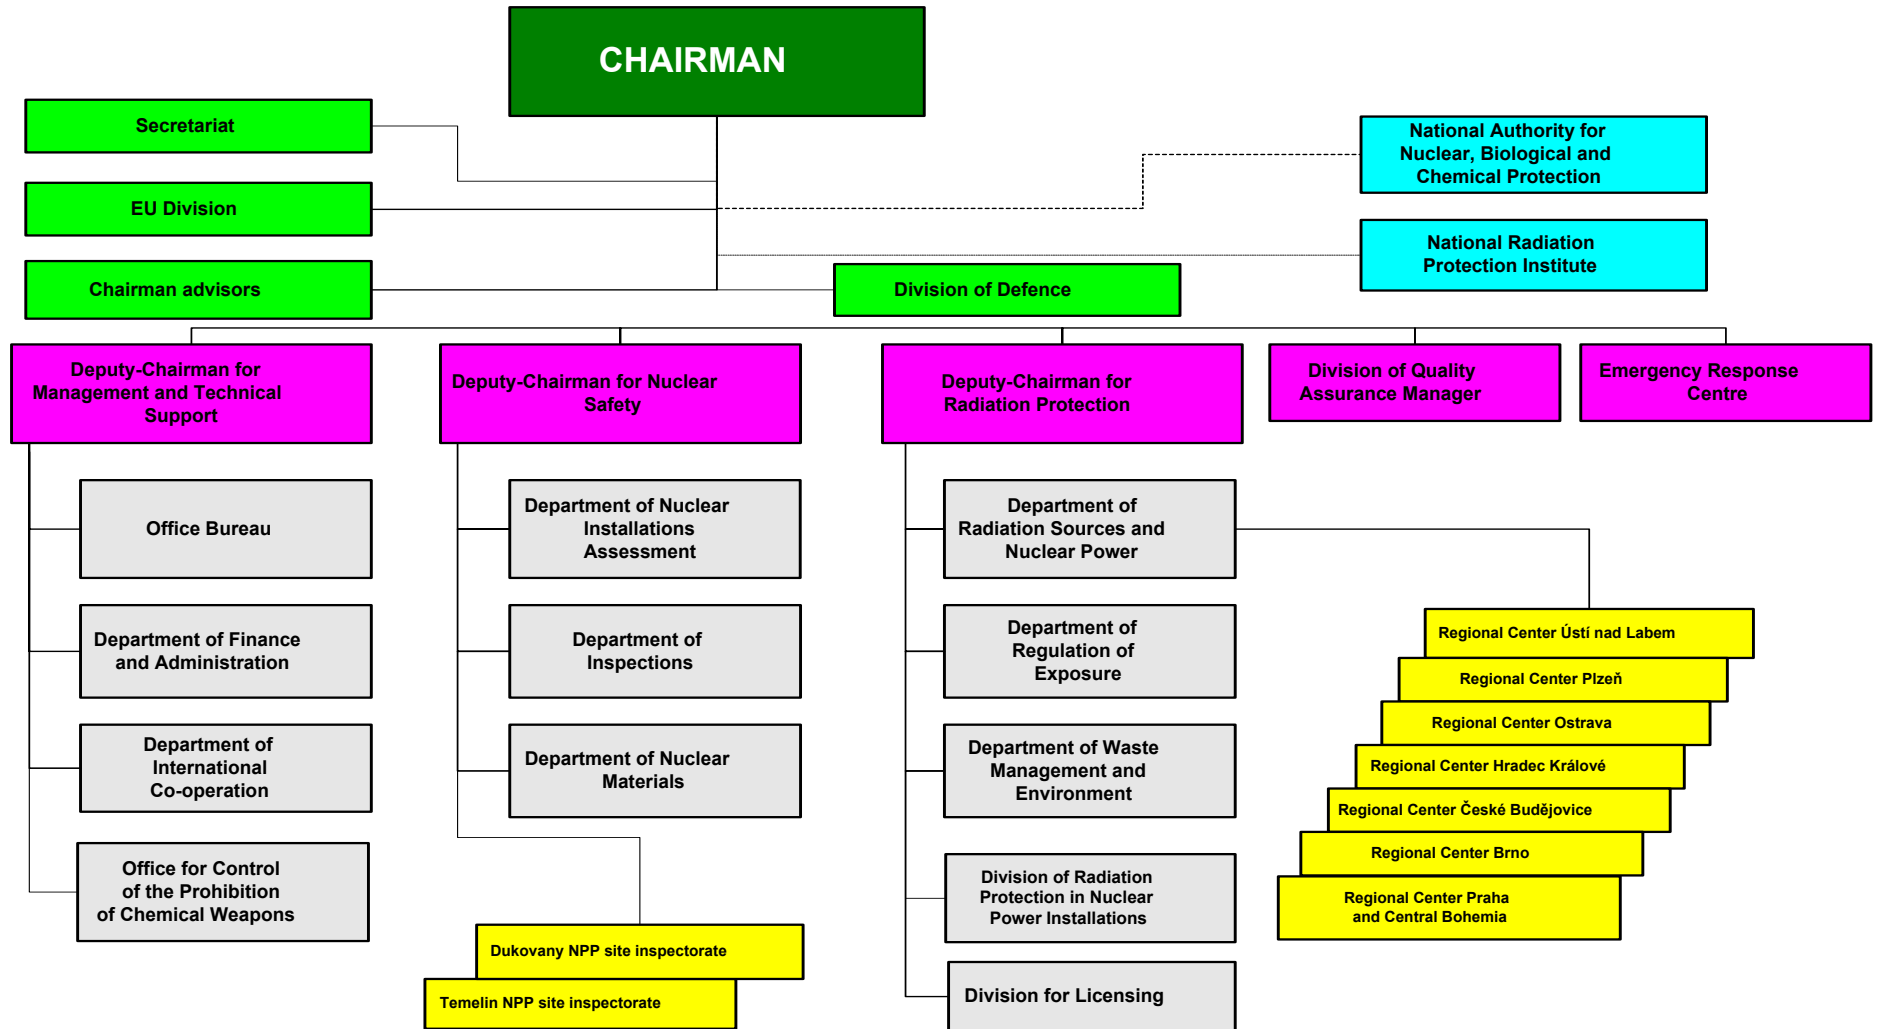 CHAIRMAN
Secretariat
National Authority for
Nuclear, Biological and
Chemical Protection
EU Division
National Radiation
Protection Institute
Chairman advisors
Division of Defence
Deputy-Chairman for
Management and Technical
Support
Deputy-Chairman for Nuclear
Safety
Deputy-Chairman for
Radiation Protection
Division of Quality
Assurance Manager
Emergency Response
Centre
Office Bureau
Department of Finance
and Administration
Department of
International
Co-operation
Office for Control
of the Prohibition
of Chemical Weapons
Department of Nuclear
Installations
Assessment
Department of
Inspections
Department of Nuclear
Materials
Dukovany NPP site inspectorate
Temelin NPP site inspectorate
Department of
Radiation Sources and
Nuclear Power
Department of
Regulation of
Exposure
Department of Waste
Management and
Environment
Division of Radiation
Protection in Nuclear
Power Installations
Division for Licensing
Regional Center Ústí nad Labem
Regional Center Plzeň
Regional Center Ostrava
Regional Center Hradec Králové
Regional Center České Budějovice
Regional Center Brno
Regional Center Praha
and Central Bohemia